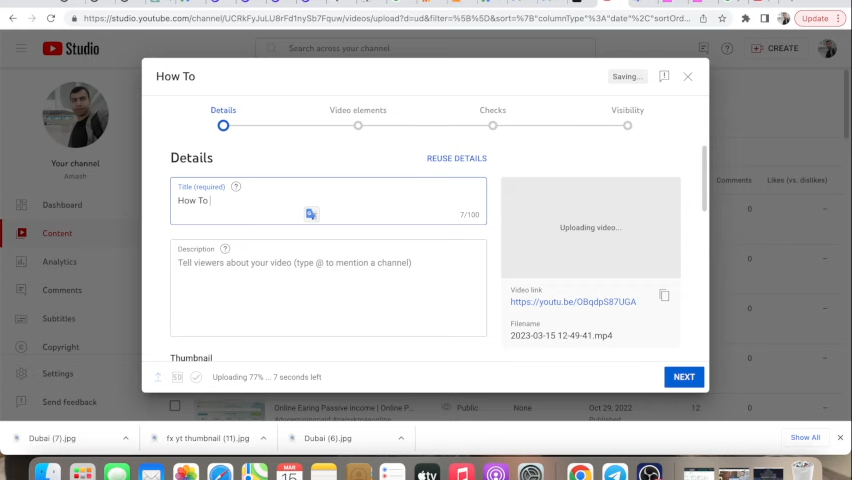 https://studio.youtube.com/channel/UCRkFyJuLU8rFd1nySb7Fquw/videos/upload?d=ud&filter=%5B%5D&sort=%7B"columnType"%3A"date"%2C"sortOrd...
Update
Studio
Search across your channel
CREATE
How To
Saving...
Details
Video elements
Checks
Visibility
Details
REUSE DETAILS
Title (required)
How To
7/100
Description
Tell viewers about your video (type @ to mention a channel)
Uploading video...
Video link
https://youtu.be/OBqdpS87UGA
Filename
2023-03-15 12-49-41.mp4
Thumbnail
SD
Uploading 77% ... 7 seconds left
NEXT
Your channel
Amash
Dashboard
Content
Analytics
Comments
Subtitles
Copyright
Settings
Send feedback
Comments
Likes (vs. dislikes)
0
0
0
0
0
Online Earing Passive income | Online P...
Public
None
Oct 29, 2022
12
0
Dubai (7).jpg
fx yt thumbnail (11).jpg
Dubai (6).jpg
Show All
MAR
15
tv